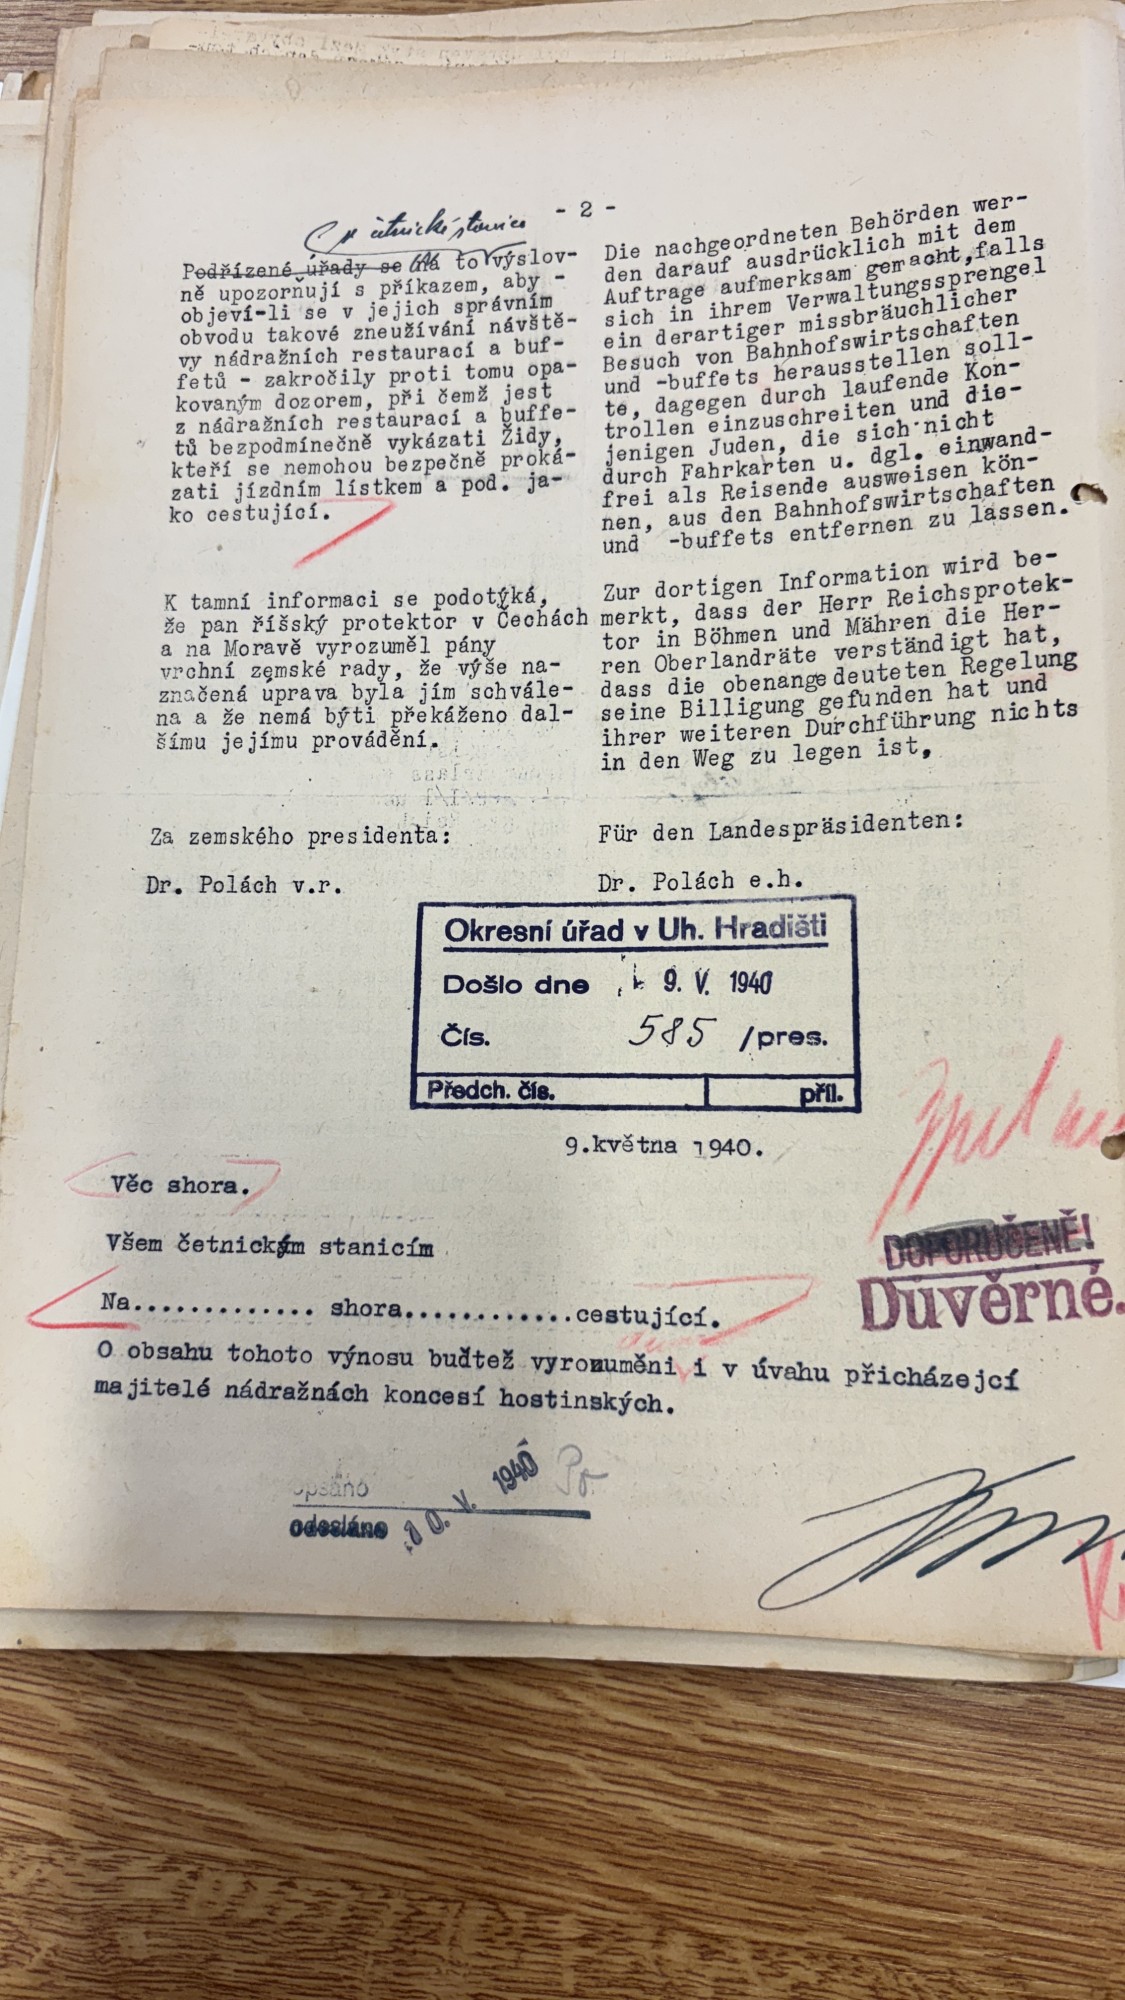 - 2 -
četnické stanice
Podřízené úřady se na to výslov-
ně upozorňují s příkazem, aby -
objeví-li se v jejich správním
obvodu takové zneužívání návště-
vy nádražních restaurací a buf-
fetů - zakročily proti tomu opa-
kovaným dozorem, při čemž jest
z nádražních restaurací a buffe-
tů bezpodmínečně vykázati Židy,
kteří se nemohou bezpečně proká-
zati jízdním lístkem a pod. ja-
ko cestující.
K tamní informaci se podotýká,
že pan říšský protektor v Čechách
a na Moravě vyrozuměl pány
vrchní zemské rady, že výše na-
značená úprava byla jím schvále-
na a že nemá býti překáženo dal-
šímu jejímu provádění.
Za zemského presidenta:
Dr. Polách v.r.
Die nachgeordneten Behörden wer-
den darauf ausdrücklich mit dem
Auftrage aufmerksam gemacht,falls
sich in ihrem Verwaltungssprengel
ein derartiger missbräuchlicher
Besuch von Bahnhofswirtschaften
und -buffets herausstellen soll-
te, dagegen durch laufende Kon-
trollen einzuschreiten und die-
jenigen Juden, die sich nicht
durch Fahrkarten u. dgl. einwand-
frei als Reisende ausweisen kön-
nen, aus den Bahnhofswirtschaften
und -buffets entfernen zu lassen.
Zur dortigen Information wird be-
merkt, dass der Herr Reichsprotek-
tor in Böhmen und Mähren die Her-
ren Oberlandräte verständigt hat,
dass die obenangedeuteten Regelung
seine Billigung gefunden hat und
ihrer weiteren Durchführung nichts
in den Weg zu legen ist.
Für den Landespräsidenten:
Dr. Polách e.h.
Okresní úřad v Uh. Hradišti
Došlo dne 9. V. 1940
Čís. 585 /pres.
Předch. čís. příl.
9.května 1940.
Věc shora.
Všem četnickým stanicím
DOPORUČENĚ!
Důvěrné.
Na............. shora............cestující.
O obsahu tohoto výnosu buďtež vyrozuměni i v úvahu přicházejcí
majitelé nádražnách koncesí hostinských.
opsáno
odesláno 10. V. 1940